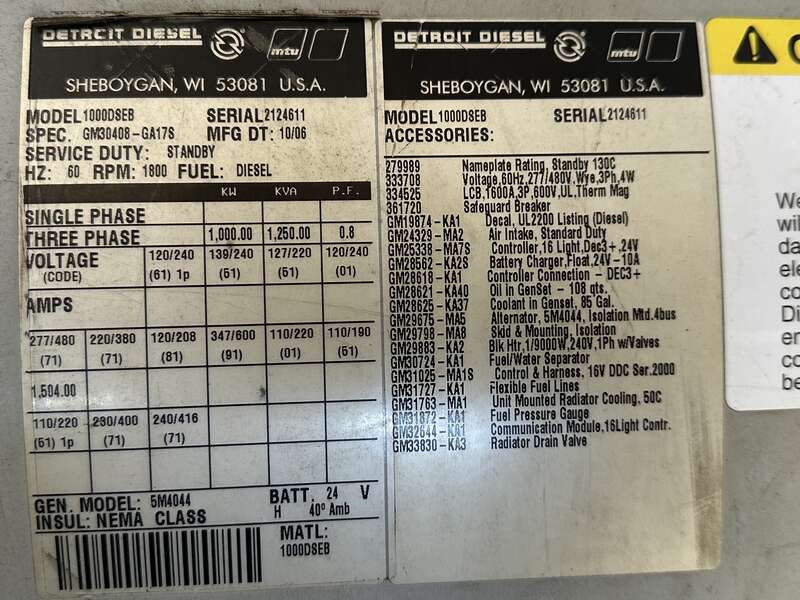 DETROIT DIESEL mtu
SHEBOYGAN, WI 53081 U.S.A.
MODEL 1000DSEB SERIAL 2124611
SPEC. GM30408-GA17S MFG DT: 10/06
SERVICE DUTY: STANDBY
HZ: 60 RPM: 1800 FUEL: DIESEL
KW KVA P.F.
SINGLE PHASE
THREE PHASE 1,000.00 1,250.00 0.8
VOLTAGE 120/240 139/240 127/220 120/240
(CODE) (61) 1p (51) (51) (01)
AMPS
277/480 220/380 120/208 347/600 110/220 110/190
(71) (71) (81) (91) (01) (51)
1,504.00
110/220 230/400 240/416
(51) 1p (71) (71)
GEN. MODEL: 5M4044 BATT. 24 V
INSUL: NEMA CLASS H 40° Amb
MATL:
1000DSEB
DETROIT DIESEL mtu
SHEBOYGAN, WI 53081 U.S.A.
MODEL 1000DSEB SERIAL 2124611
ACCESSORIES:
279989 Nameplate Rating, Standby 130C
333708 Voltage,60Hz,277/480V,Wye,3Ph,4W
334525 LCB,1600A,3P,600V,UL,Therm Mag
361720 Safeguard Breaker
GM19874-KA1 Decal, UL2200 Listing (Diesel)
GM24329-MA2 Air Intake, Standard Duty
GM25338-MA7S Controller, 16 Light,Dec3+,24V
GM28562-KA2S Battery Charger,Float,24V-10A
GM28618-KA1 Controller Connection - DEC3+
GM28621-KA40 Oil in GenSet - 108 qts.
GM28625-KA37 Coolant in Genset, 85 Gal.
GM29675-MA5 Alternator, 5M4044, Isolation Mtd.4bus
GM29798-MA8 Skid & Mounting, Isolation
GM29883-KA2 Blk Htr,1/9000W,240V,1Ph w/Valves
GM30724-KA1 Fuel/Water Separator
GM31025-MA1S Control & Harness, 16V DDC Ser.2000
GM31727-KA1 Flexible Fuel Lines
GM31763-MA1 Unit Mounted Radiator Cooling, 50C
GM31872-KA1 Fuel Pressure Gauge
GM32644-KA1 Communication Module,16Light Contr.
GM33830-KA3 Radiator Drain Valve
We
wil
da
ele
co
Di
en
co
be